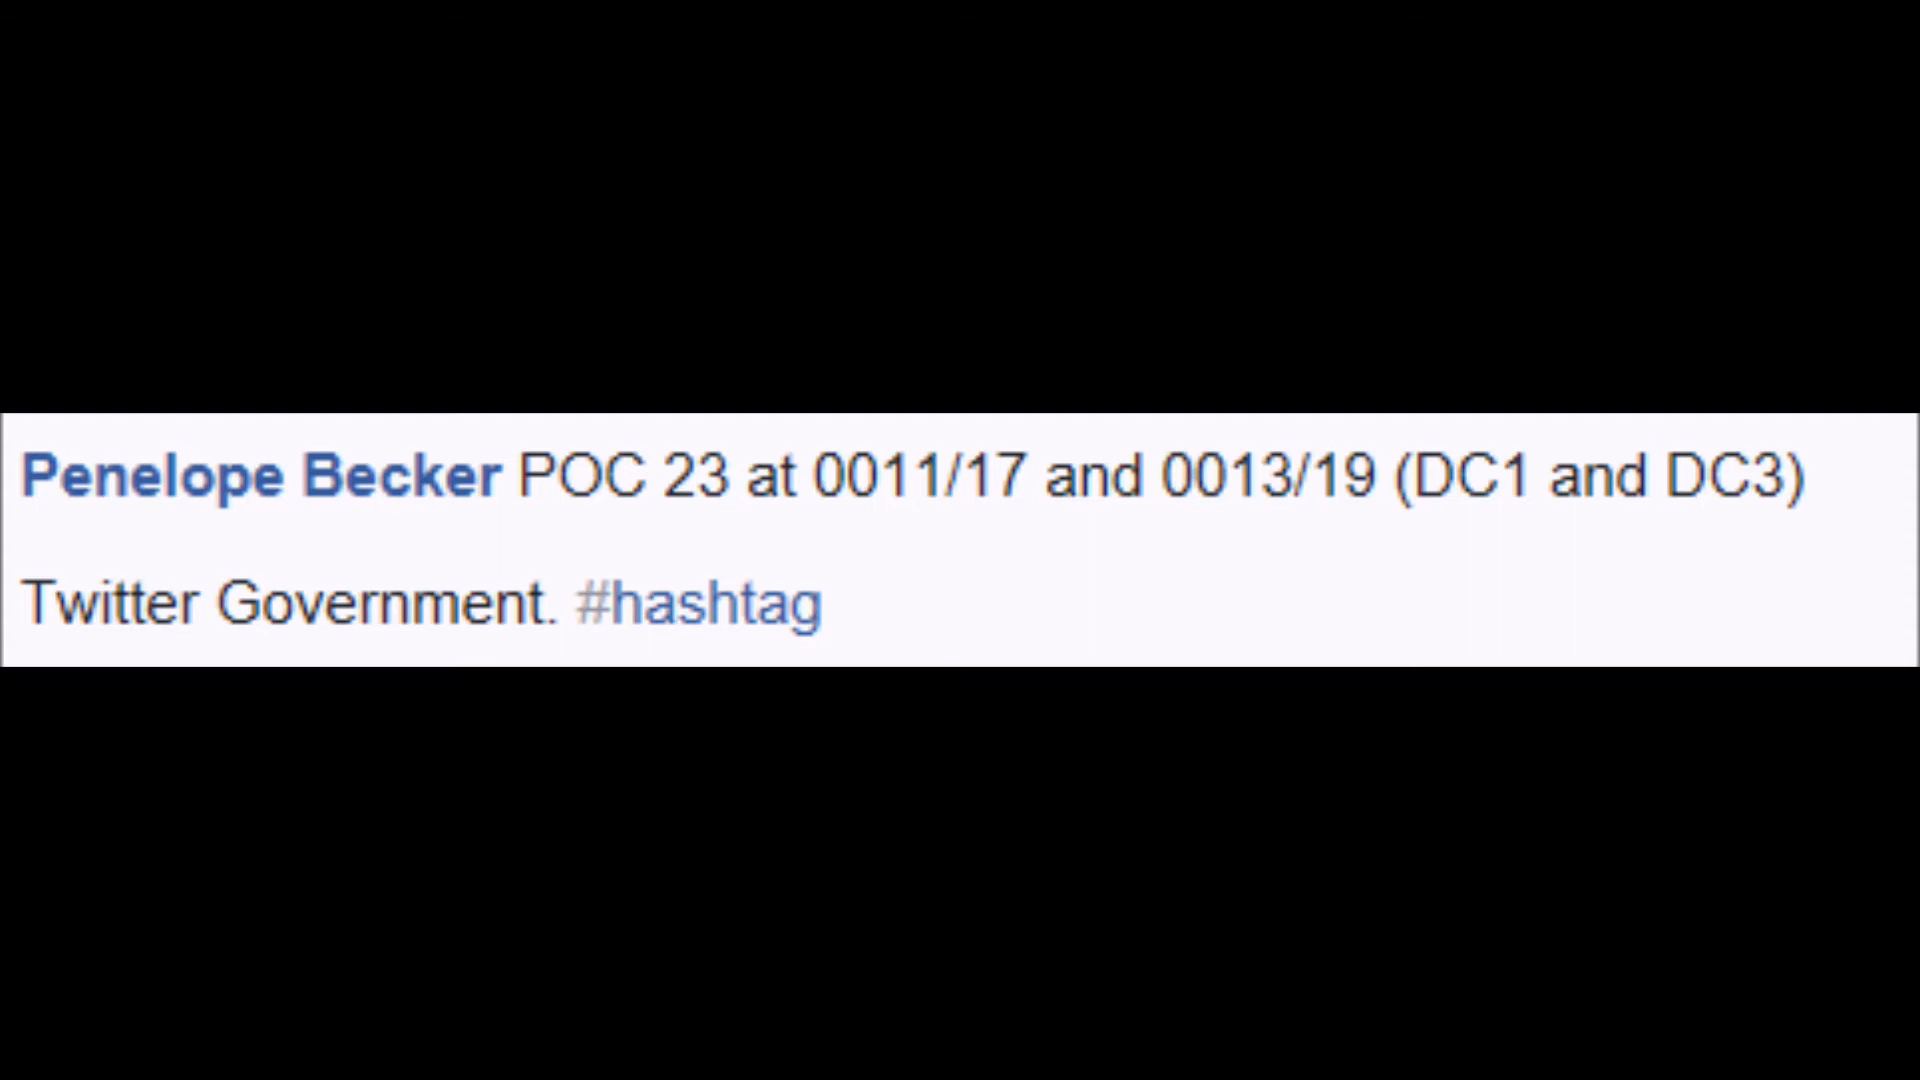 Penelope Becker POC 23 at 0011/17 and 0013/19 (DC1 and DC3)
Twitter Government. #hashtag